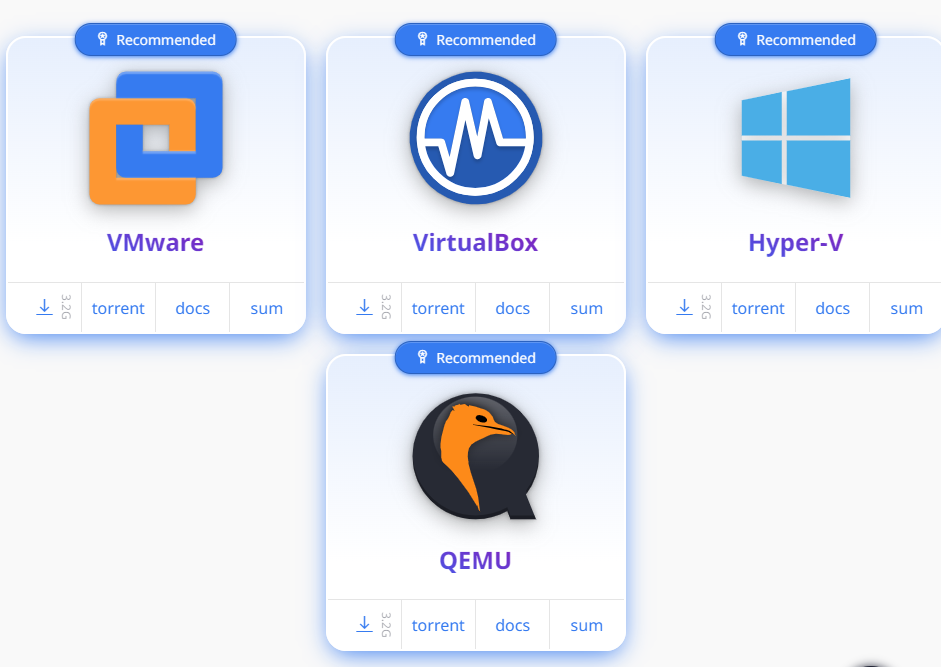 Recommended
Recommended
Recommended
VMware
VirtualBox
Hyper-V
3.2G torrent docs sum
3.2G torrent docs sum
3.2G torrent docs sum
Recommended
QEMU
3.2G torrent docs sum